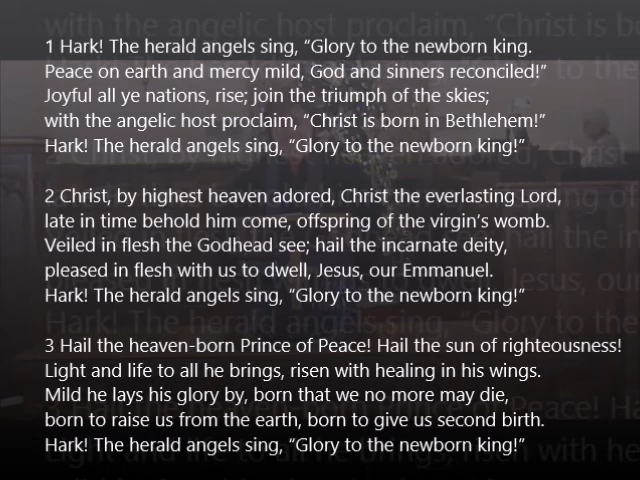 1 Hark! The herald angels sing, “Glory to the newborn king.
Peace on earth and mercy mild, God and sinners reconciled!”
Joyful all ye nations, rise; join the triumph of the skies;
with the angelic host proclaim, “Christ is born in Bethlehem!”
Hark! The herald angels sing, “Glory to the newborn king!”
2 Christ, by highest heaven adored, Christ the everlasting Lord,
late in time behold him come, offspring of the virgin’s womb.
Veiled in flesh the Godhead see; hail the incarnate deity,
pleased in flesh with us to dwell, Jesus, our Emmanuel.
Hark! The herald angels sing, “Glory to the newborn king!”
3 Hail the heaven-born Prince of Peace! Hail the sun of righteousness!
Light and life to all he brings, risen with healing in his wings.
Mild he lays his glory by, born that we no more may die,
born to raise us from the earth, born to give us second birth.
Hark! The herald angels sing, “Glory to the newborn king!”